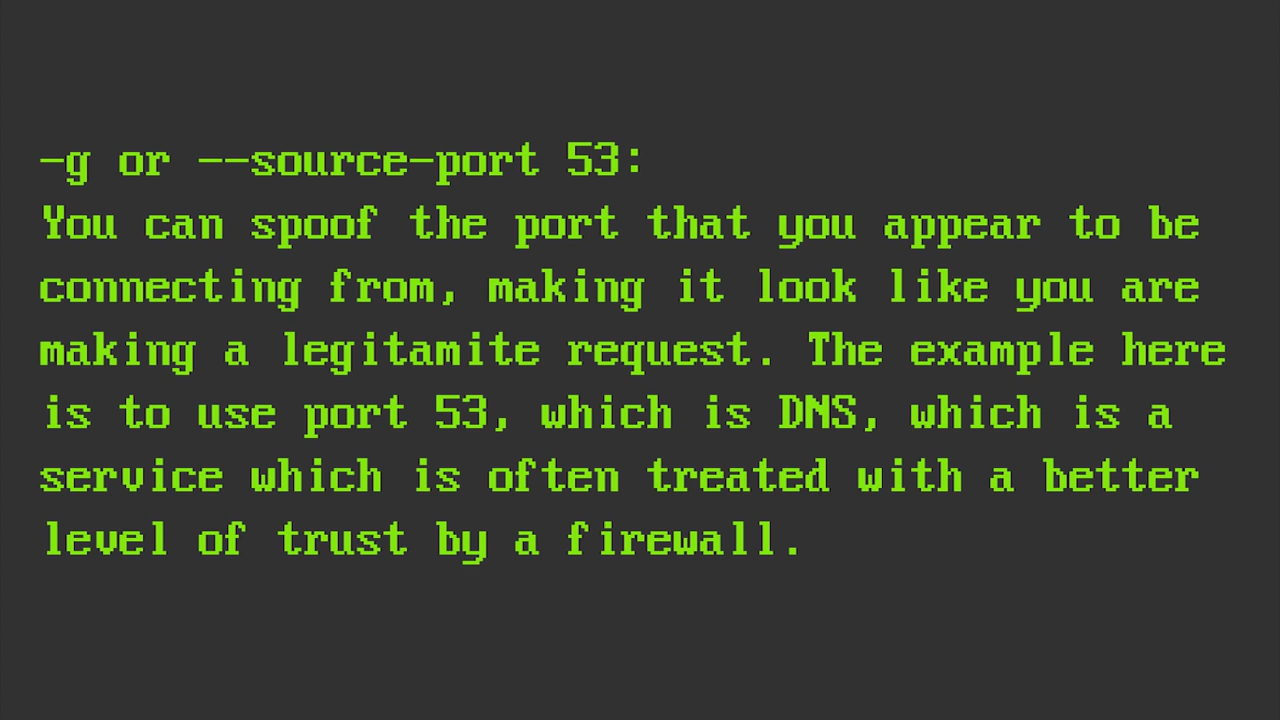 -g or --source-port 53:
You can spoof the port that you appear to be
connecting from, making it look like you are
making a legitamite request. The example here
is to use port 53, which is DNS, which is a
service which is often treated with a better
level of trust by a firewall.